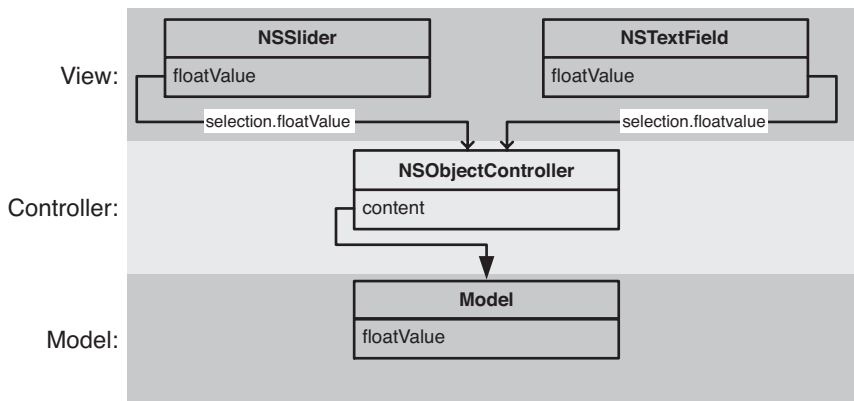 NSSlider
NSTextField
View:
floatValue
floatValue
selection.floatValue
selection.floatvalue
NSObjectController
Controller:
content
Model
Model:
floatValue